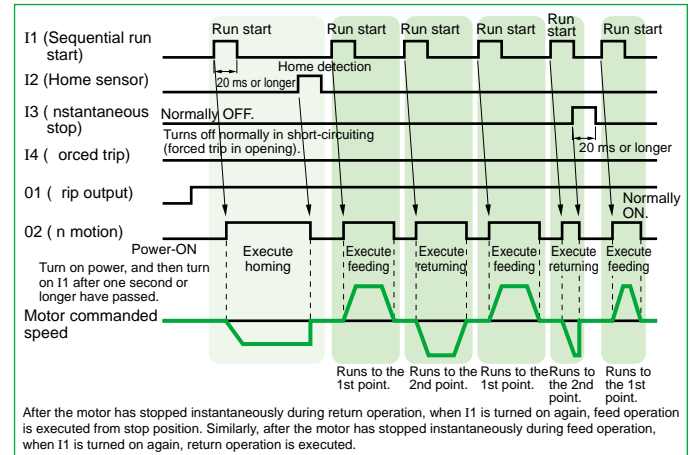 I1 (Sequential run start)
Run start
Run start
Run start
Run start
Run start
Run start
20 ms or longer
Home detection
I2 (Home sensor)
I3 ( nstantaneous stop)
Normally OFF.
Turns off normally in short-circuiting
(forced trip in opening).
20 ms or longer
I4 ( orced trip)
01 ( rip output)
Normally ON.
02 ( n motion)
Power-ON
Turn on power, and then turn
on I1 after one second or
longer have passed.
Execute homing
Execute feeding
Execute returning
Execute feeding
Execute returning
Execute feeding
Motor commanded speed
Runs to the 1st point.
Runs to the 2nd point.
Runs to the 1st point.
Runs to the 2nd point.
Runs to the 1st point.
After the motor has stopped instantaneously during return operation, when I1 is turned on again, feed operation
is executed from stop position. Similarly, after the motor has stopped instantaneously during feed operation,
when I1 is turned on again, return operation is executed.